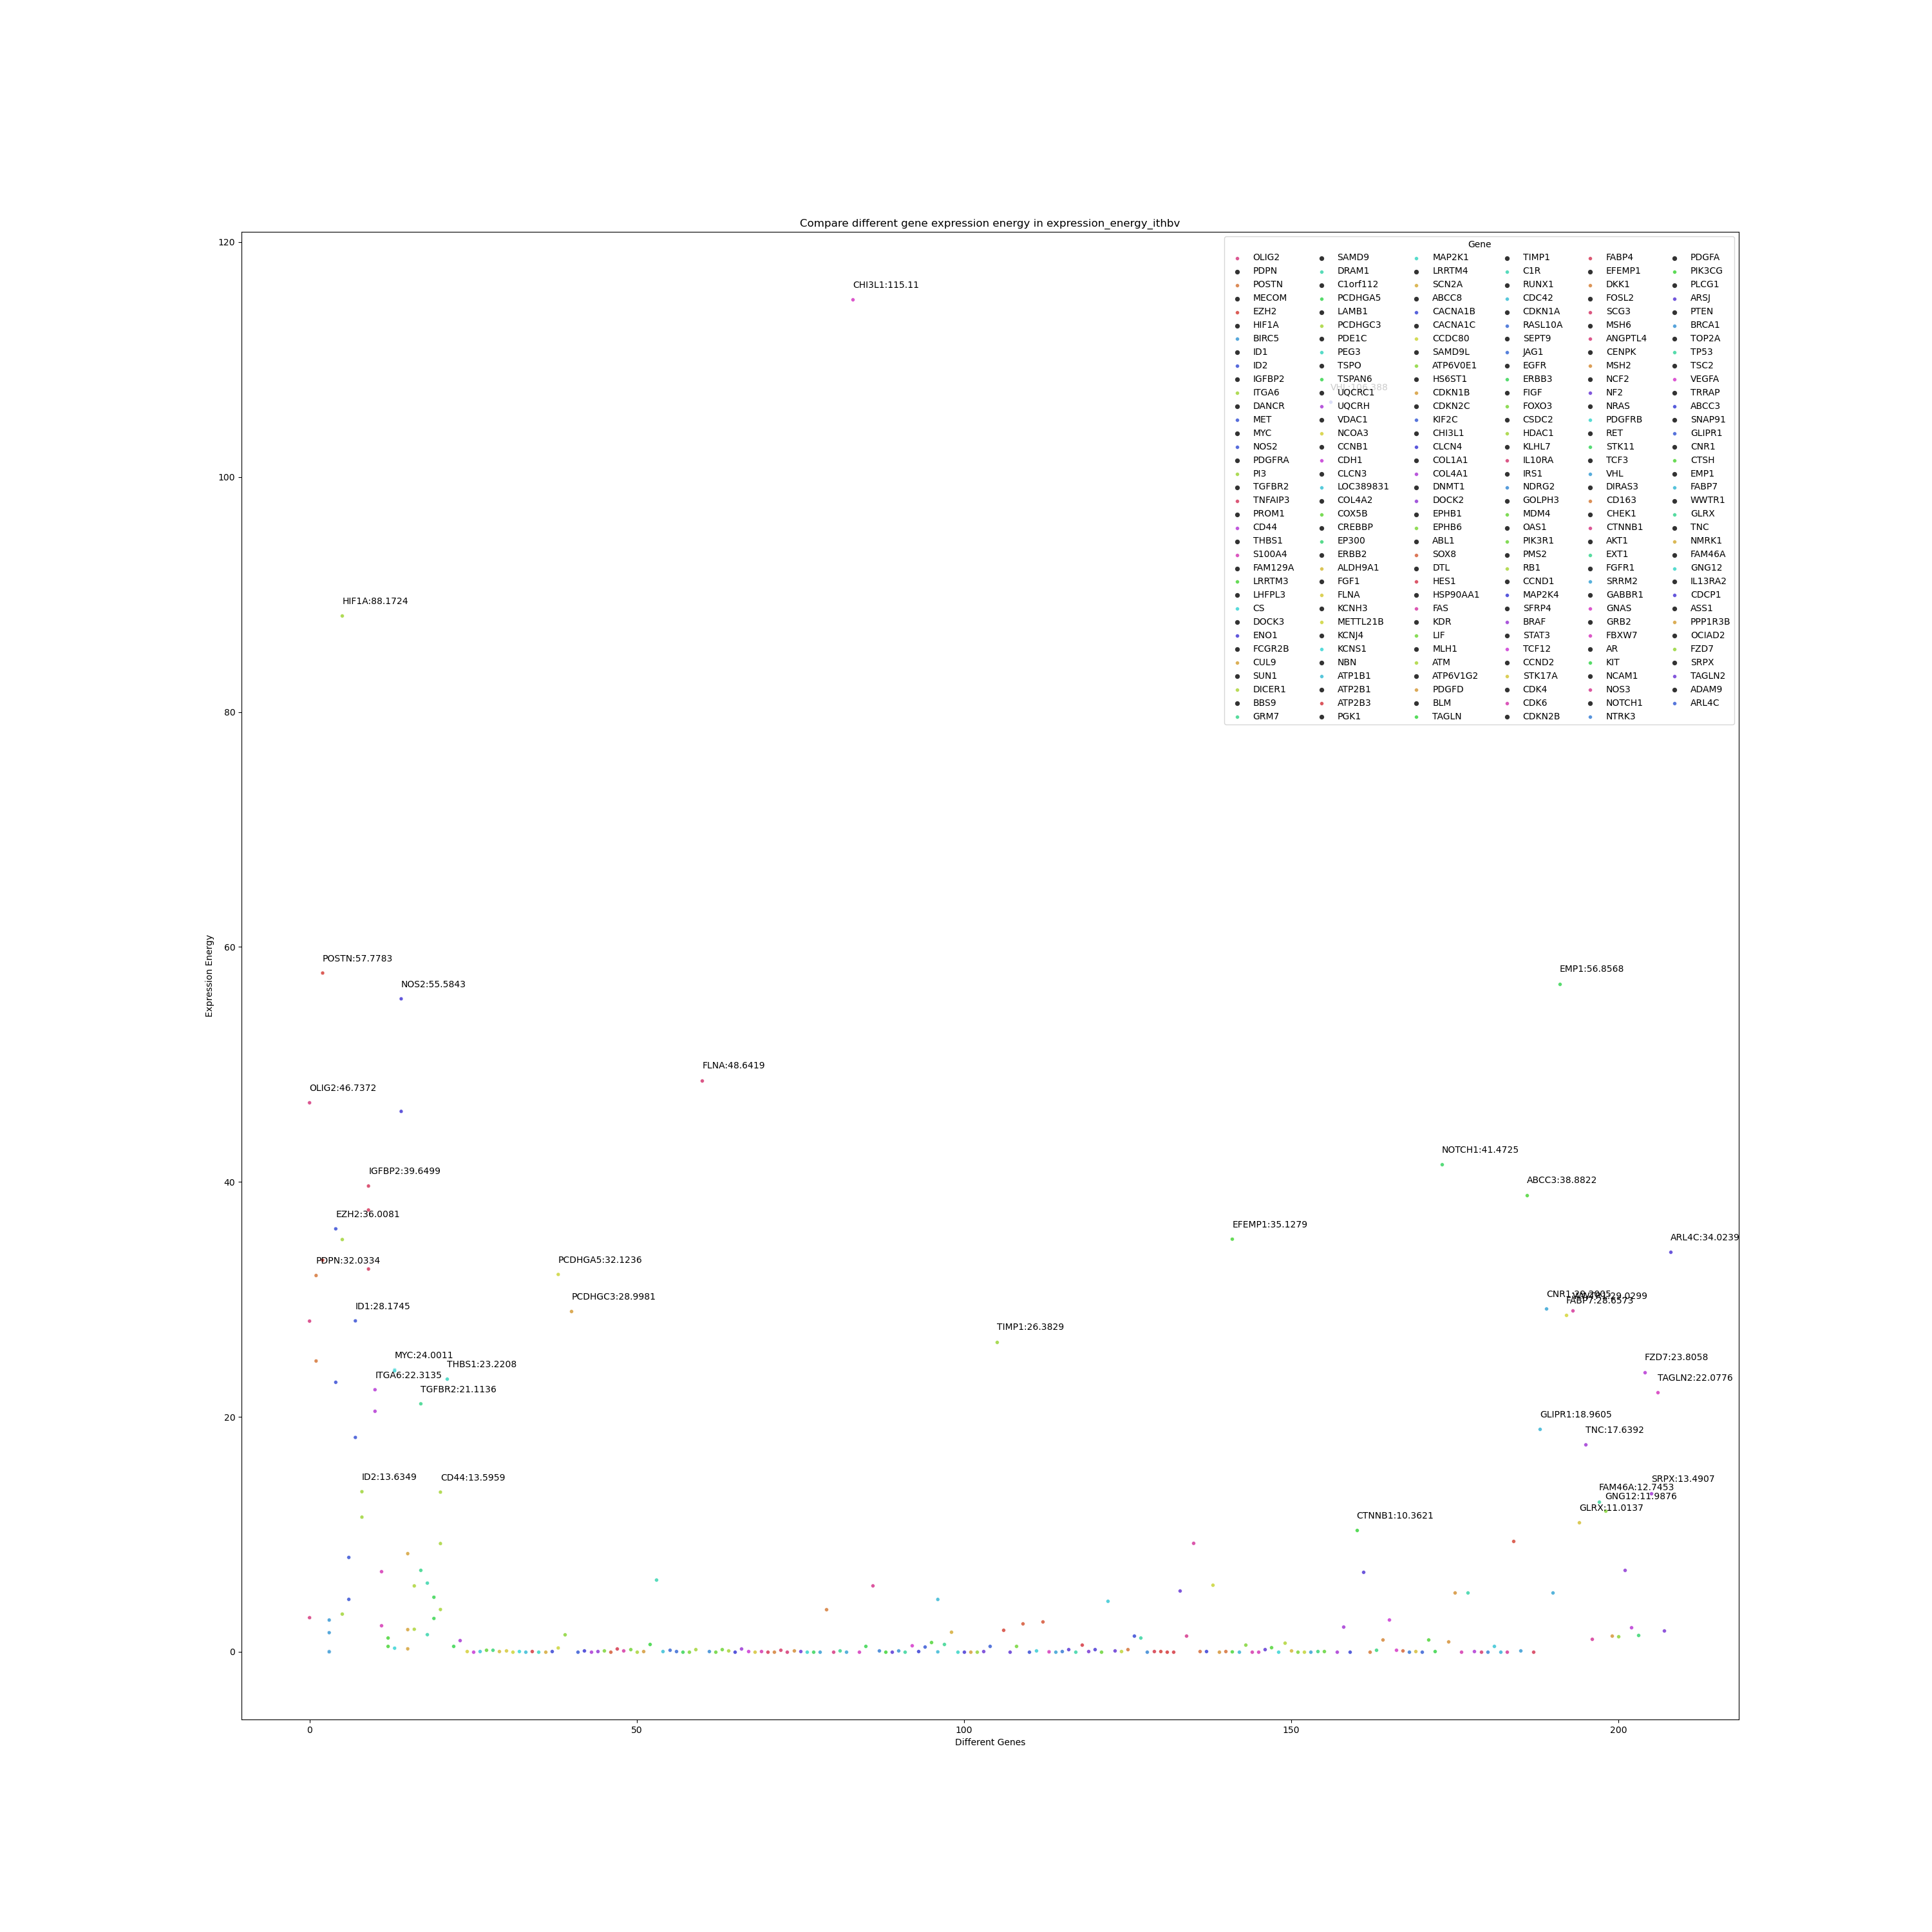 Compare different gene expression energy in expression_energy_ithbv
Gene
OLIG2 SAMD9 MAP2K1 TIMP1 FABP4 PDGFA
PDPN DRAM1 LRRTM4 C1R EFEMP1 PIK3CG
POSTN C1orf112 SCN2A RUNX1 DKK1 PLCG1
MECOM PCDHGA5 ABCC8 CDC42 FOSL2 ARSJ
EZH2 LAMB1 CACNA1B CDKN1A SCG3 PTEN
HIF1A PCDHGC3 CACNA1C RASL10A MSH6 BRCA1
BIRC5 PDE1C CCDC80 SEPT9 ANGPTL4 TOP2A
ID1 PEG3 SAMD9L JAG1 CENPK TP53
ID2 TSPO ATP6V0E1 EGFR MSH2 TSC2
IGFBP2 TSPAN6 HS6ST1 ERBB3 NCF2 VEGFA
ITGA6 UQCRC1 CDKN1B FIGF NF2 TRRAP
DANCR UQCRH CDKN2C FOXO3 NRAS ABCC3
MET VDAC1 KIF2C CSDC2 PDGFRB SNAP91
MYC NCOA3 CHI3L1 HDAC1 RET GLIPR1
NOS2 CCNB1 CLCN4 KLHL7 STK11 CNR1
PDGFRA CDH1 COL1A1 IL10RA TCF3 CTSH
PI3 CLCN3 COL4A1 IRS1 VHL EMP1
TGFBR2 LOC389831 DNMT1 NDRG2 DIRAS3 FABP7
TNFAIP3 COL4A2 DOCK2 GOLPH3 CD163 WWTR1
PROM1 COX5B EPHB1 MDM4 CHEK1 GLRX
CD44 CREBBP EPHB6 OAS1 CTNNB1 TNC
THBS1 EP300 ABL1 PIK3R1 AKT1 NMRK1
S100A4 ERBB2 SOX8 PMS2 EXT1 FAM46A
FAM129A ALDH9A1 DTL RB1 FGFR1 GNG12
LRRTM3 FGF1 HES1 CCND1 SRRM2 IL13RA2
LHFPL3 FLNA HSP90AA1 MAP2K4 GABBR1 CDCP1
CS KCNH3 FAS SFRP4 GNAS ASS1
DOCK3 METTL21B KDR BRAF GRB2 PPP1R3B
ENO1 KCNJ4 LIF STAT3 FBXW7 OCIAD2
FCGR2B KCNS1 MLH1 TCF12 AR FZD7
CUL9 NBN ATM CCND2 KIT SRPX
SUN1 ATP1B1 ATP6V1G2 STK17A NCAM1 TAGLN2
DICER1 ATP2B1 PDGFD CDK4 NOS3 ADAM9
BBS9 ATP2B3 BLM CDK6 NOTCH1 ARL4C
GRM7 PGK1 TAGLN CDKN2B NTRK3
CHI3L1:115.11
HIF1A:88.1724
POSTN:57.7783
EMP1:56.8568
NOS2:55.5843
FLNA:48.6419
OLIG2:46.7372
NOTCH1:41.4725
IGFBP2:39.6499
ABCC3:38.8822
EZH2:36.0081
EFEMP1:35.1279
ARL4C:34.0239
PDPN:32.0334
PCDHGA5:32.1236
PCDHGC3:28.9981
FABP7:28.6573
ID1:28.1745
TIMP1:26.3829
MYC:24.0011
THBS1:23.2208
FZD7:23.8058
ITGA6:22.3135
TAGLN2:22.0776
TGFBR2:21.1136
GLIPR1:18.9605
TNC:17.6392
ID2:13.6349
CD44:13.5959
SRPX:13.4907
FAM46A:12.7453
GNG12:11.9876
GLRX:11.0137
CTNNB1:10.3621
120
100
80
60
40
20
0
Expression Energy
0 50 100 150 200
Different Genes